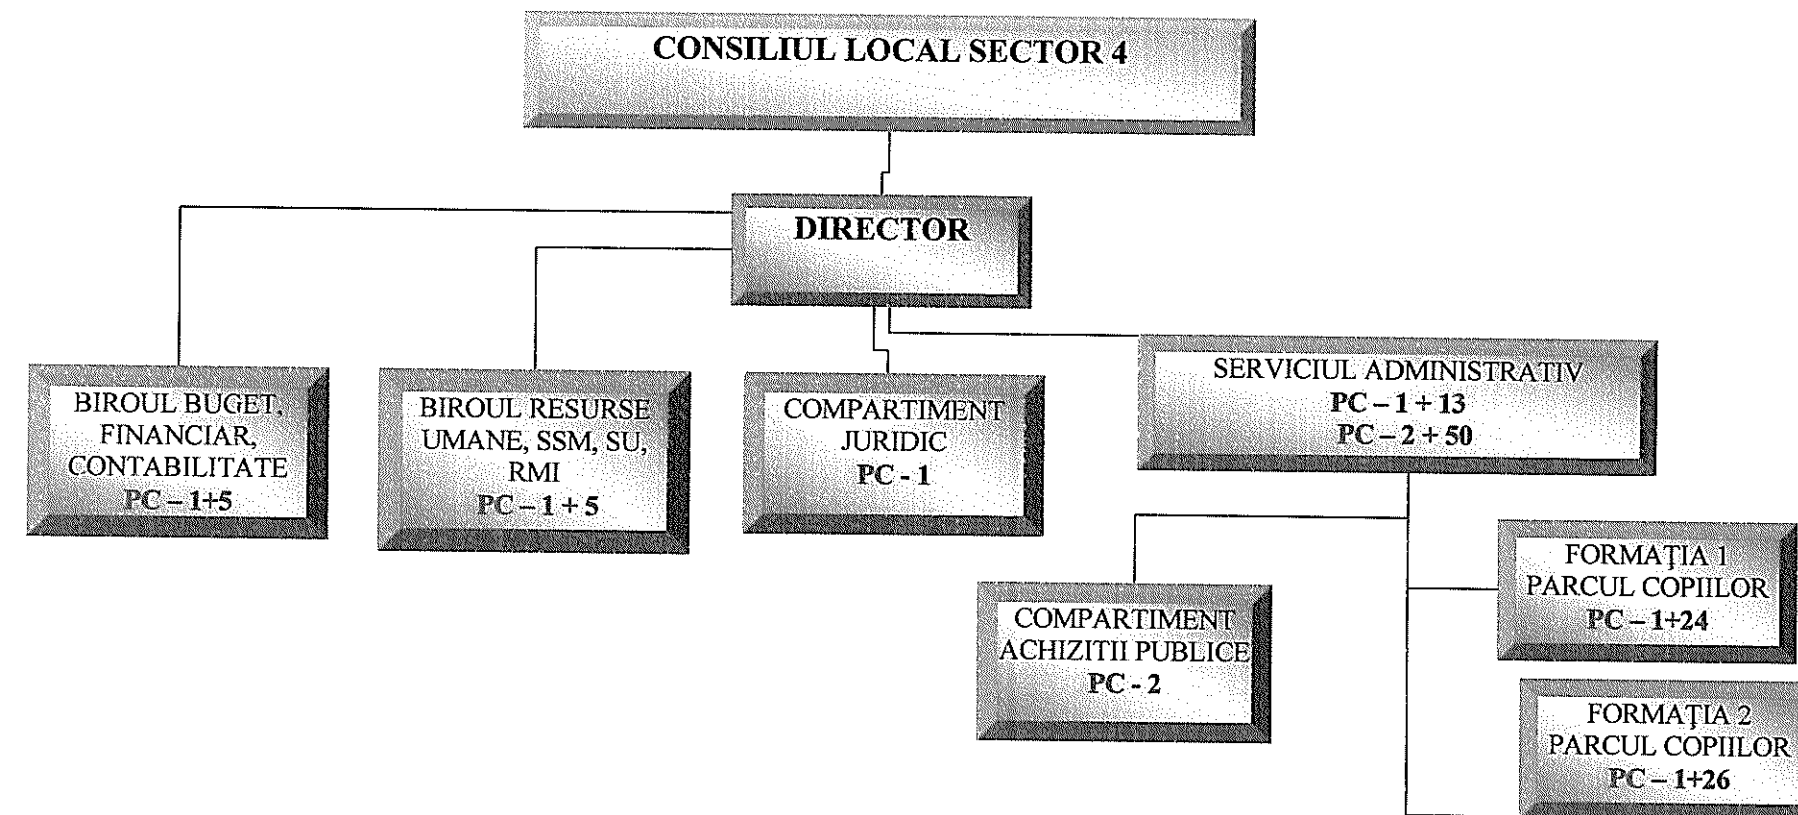 CONSILIUL LOCAL SECTOR 4
DIRECTOR
BIROUL BUGET.
FINANCIAR,
CONTABILITATE
PC – 1+5
BIROUL RESURSE
UMANE, SSM, SU,
RMI
PC – 1 + 5
COMPARTIMENT
JURIDIC
PC - 1
SERVICIUL ADMINISTRATIV
PC – 1 + 13
PC – 2 + 50
COMPARTIMENT
ACHIZITII PUBLICE
PC - 2
FORMAŢIA 1
PARCUL COPIILOR
PC – 1+24
FORMAŢIA 2
PARCUL COPIILOR
PC – 1+26